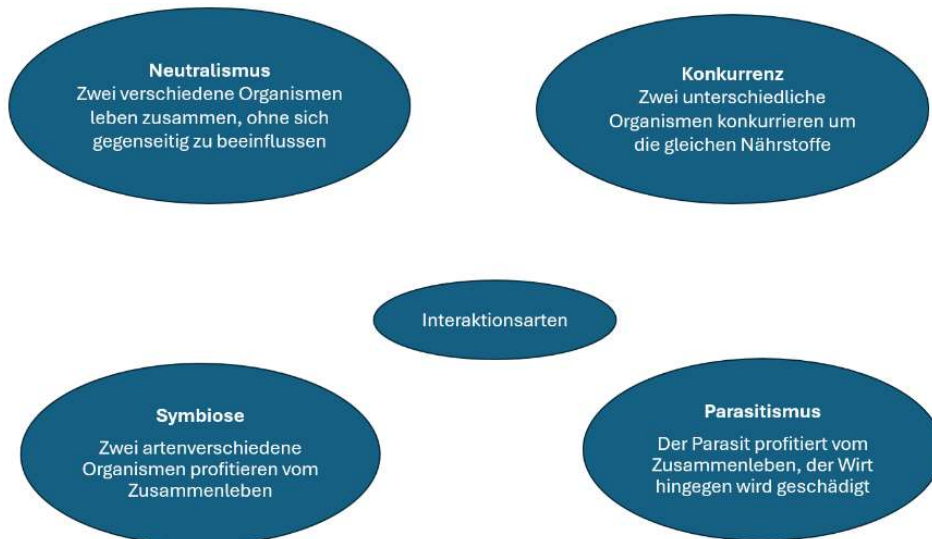 Neutralismus
Zwei verschiedene Organismen
leben zusammen, ohne sich
gegenseitig zu beeinflussen
Konkurrenz
Zwei unterschiedliche
Organismen konkurrieren um
die gleichen Nährstoffe
Interaktionsarten
Symbiose
Zwei artenverschiedene
Organismen profitieren vom
Zusammenleben
Parasitismus
Der Parasit profitiert vom
Zusammenleben, der Wirt
hingegen wird geschädigt